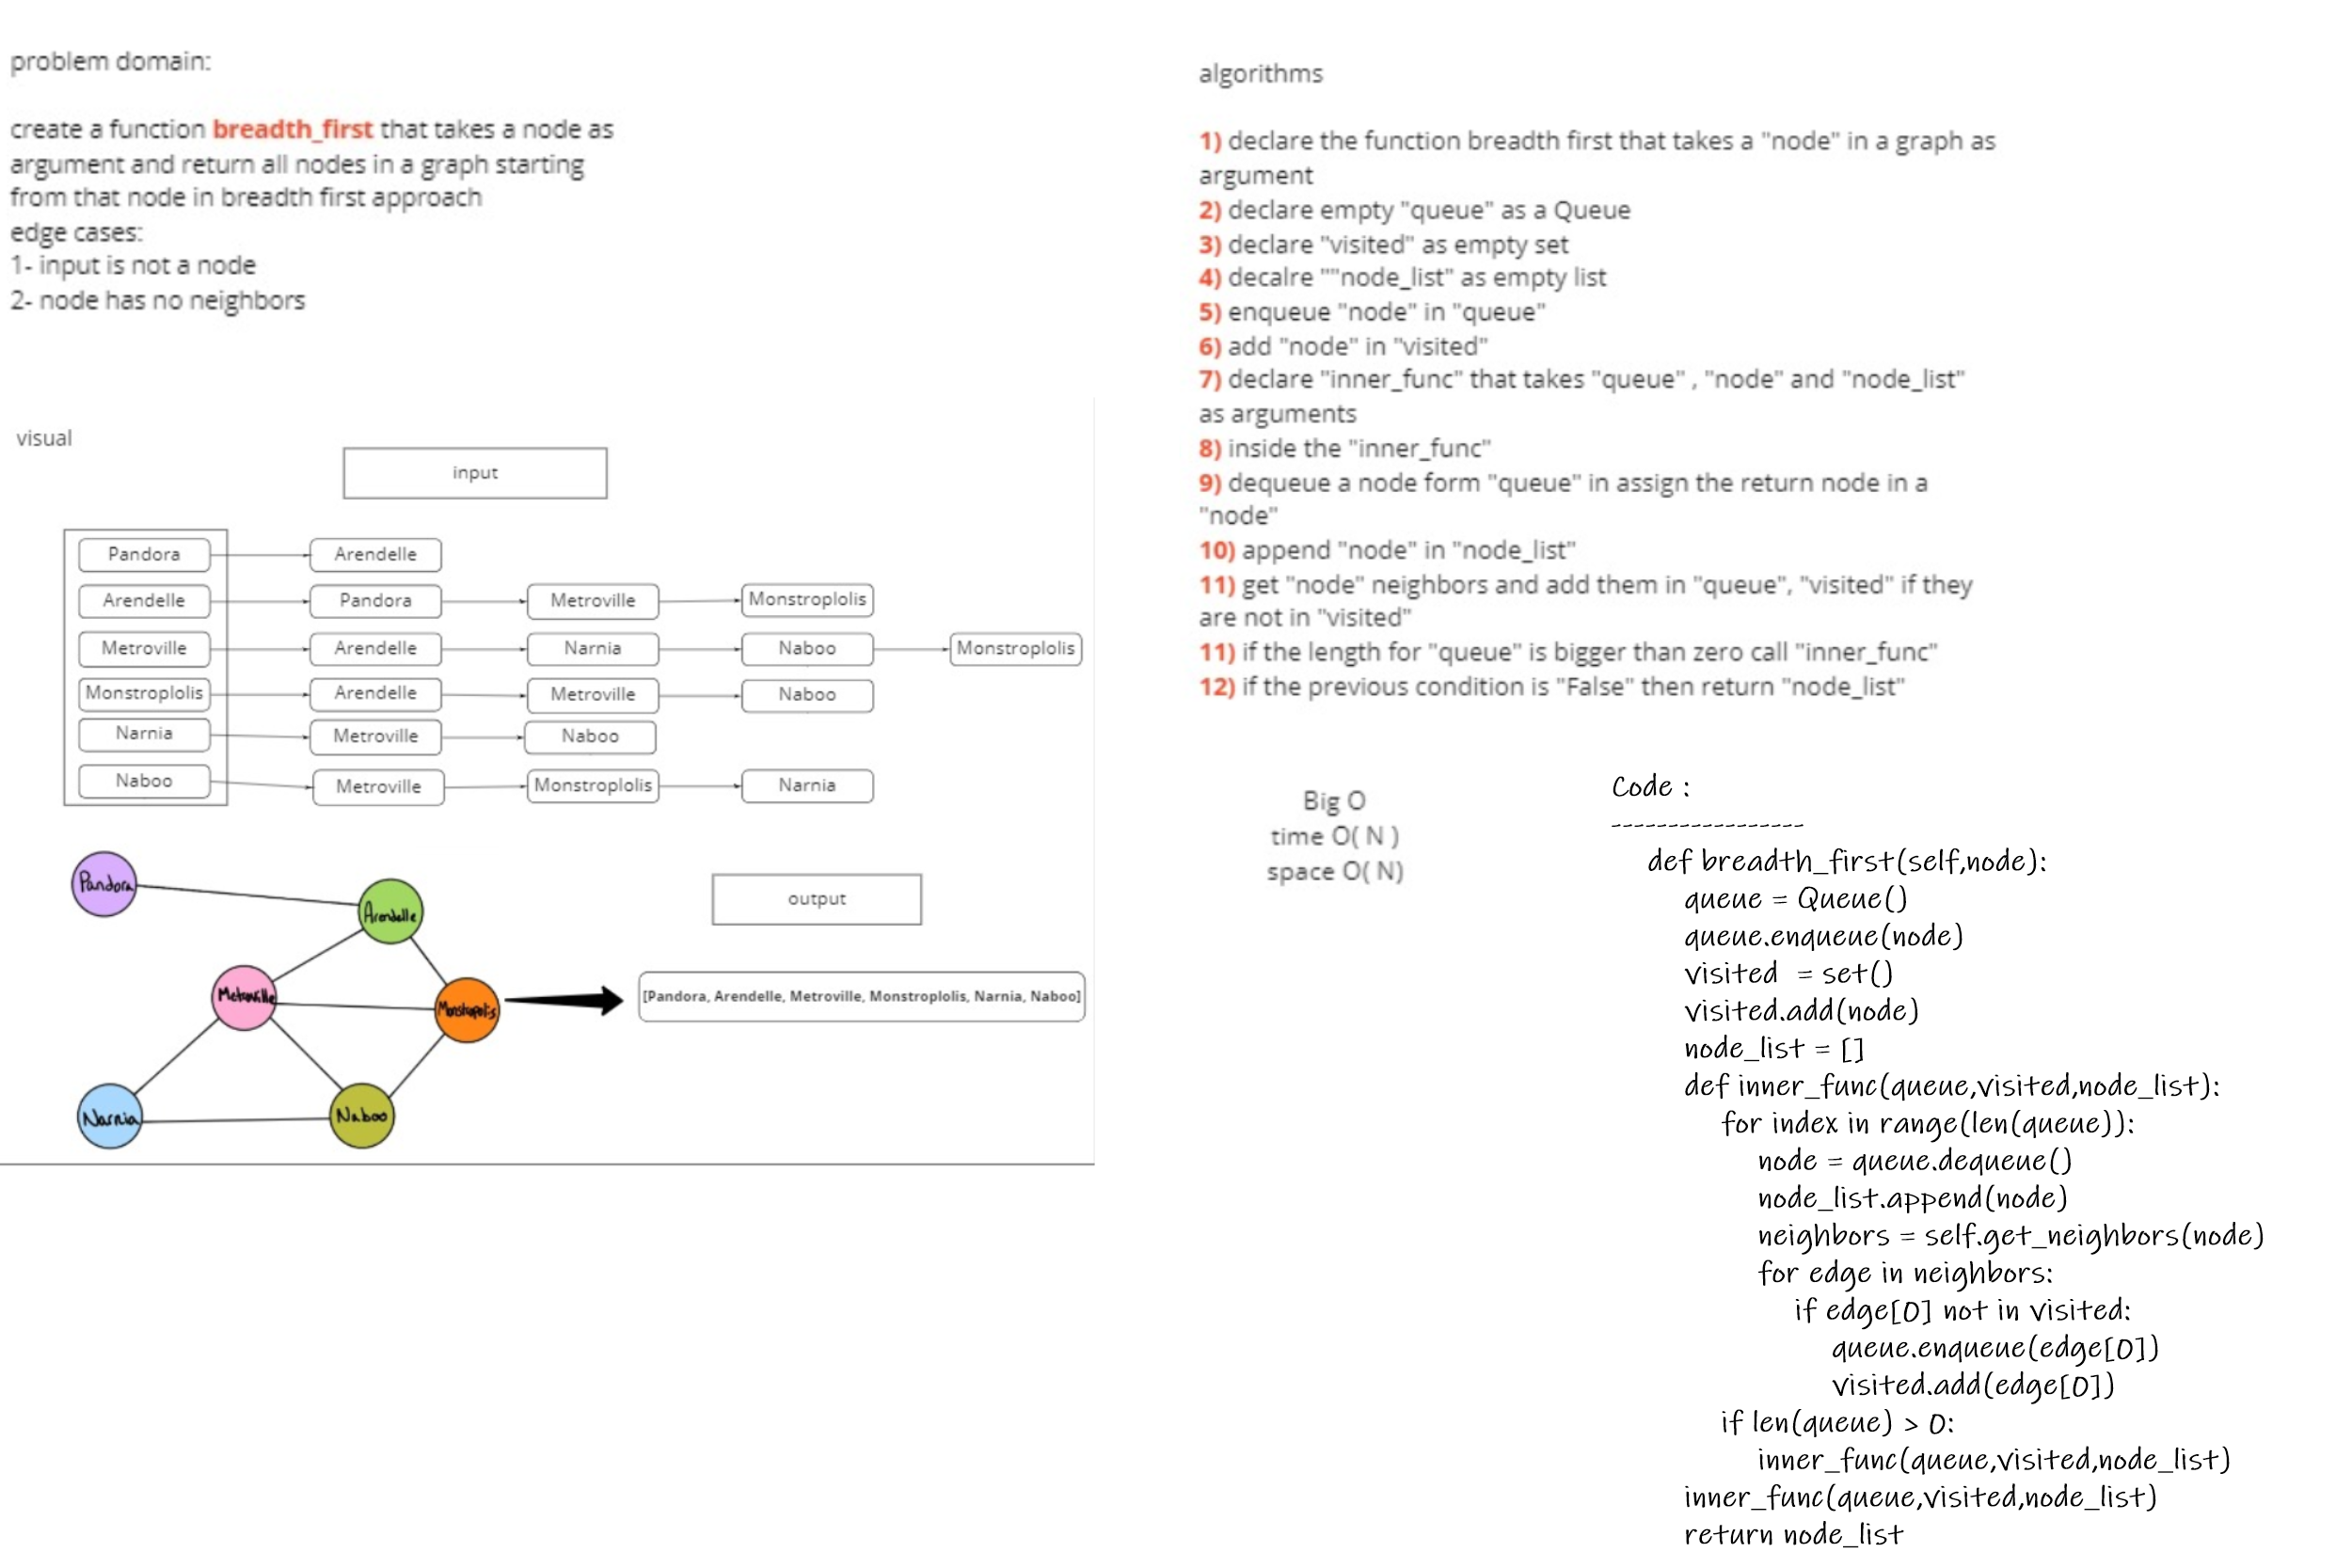 problem domain:
create a function breadth_first that takes a node as
argument and return all nodes in a graph starting
from that node in breadth first approach
edge cases:
1- input is not a node
2- node has no neighbors
visual
input
Pandora Arendelle
Arendelle Pandora Metroville Monstroplolis
Metroville Arendelle Narnia Naboo Monstroplolis
Monstroplolis Arendelle Metroville Naboo
Narnia Metroville Naboo
Naboo Metroville Monstroplolis Narnia
Pandora
Arendelle
Metroville
Monstropolis
Narnia
Naboo
output
[Pandora, Arendelle, Metroville, Monstroplolis, Narnia, Naboo]
algorithms
1) declare the function breadth first that takes a "node" in a graph as
argument
2) declare empty "queue" as a Queue
3) declare "visited" as empty set
4) decalre ""node_list" as empty list
5) enqueue "node" in "queue"
6) add "node" in "visited"
7) declare "inner_func" that takes "queue" , "node" and "node_list"
as arguments
8) inside the "inner_func"
9) dequeue a node form "queue" in assign the return node in a
"node"
10) append "node" in "node_list"
11) get "node" neighbors and add them in "queue", "visited" if they
are not in "visited"
11) if the length for "queue" is bigger than zero call "inner_func"
12) if the previous condition is "False" then return "node_list"
Big O
time O( N )
space O( N)
Code :
-----------------
def breadth_first(self,node):
queue = Queue()
queue.enqueue(node)
visited = set()
visited.add(node)
node_list = []
def inner_func(queue,visited,node_list):
for index in range(len(queue)):
node = queue.dequeue()
node_list.append(node)
neighbors = self.get_neighbors(node)
for edge in neighbors:
if edge[0] not in visited:
queue.enqueue(edge[0])
visited.add(edge[0])
if len(queue) > 0:
inner_func(queue,visited,node_list)
inner_func(queue,visited,node_list)
return node_list